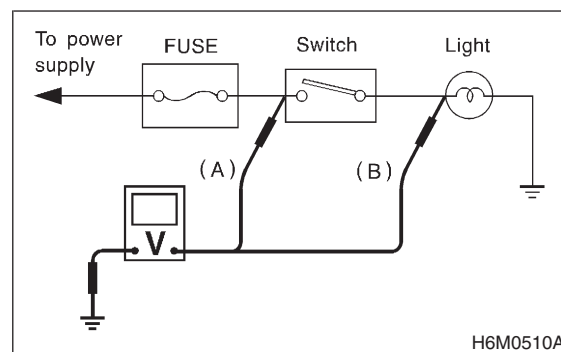 To power
supply
FUSE
Switch
Light
(A)
(B)
V
H6M0510A